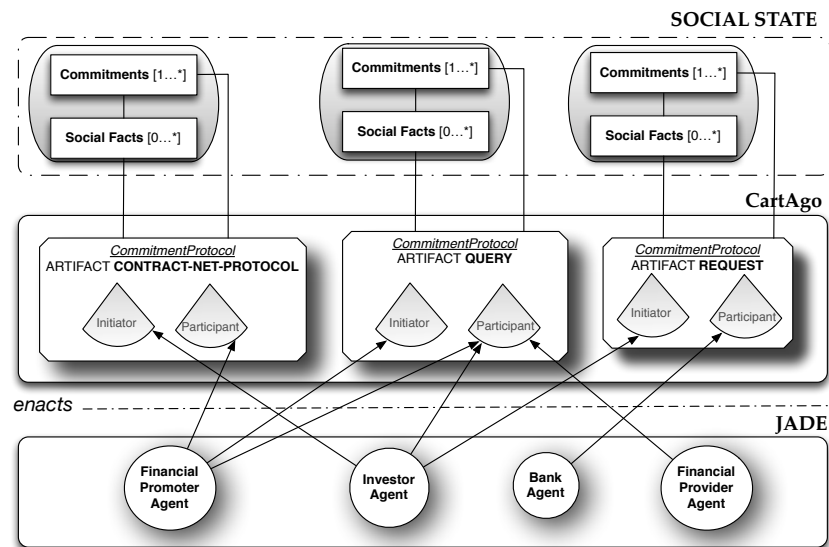 SOCIAL STATE
Commitments [1...*]
Social Facts [0...*]
Commitments [1...*]
Social Facts [0...*]
Commitments [1...*]
Social Facts [0...*]
CartAgo
CommitmentProtocol
ARTIFACT CONTRACT-NET-PROTOCOL
Initiator
Participant
CommitmentProtocol
ARTIFACT QUERY
Initiator
Participant
CommitmentProtocol
ARTIFACT REQUEST
Initiator
Participant
enacts
JADE
Financial
Promoter
Agent
Investor
Agent
Bank
Agent
Financial
Provider
Agent